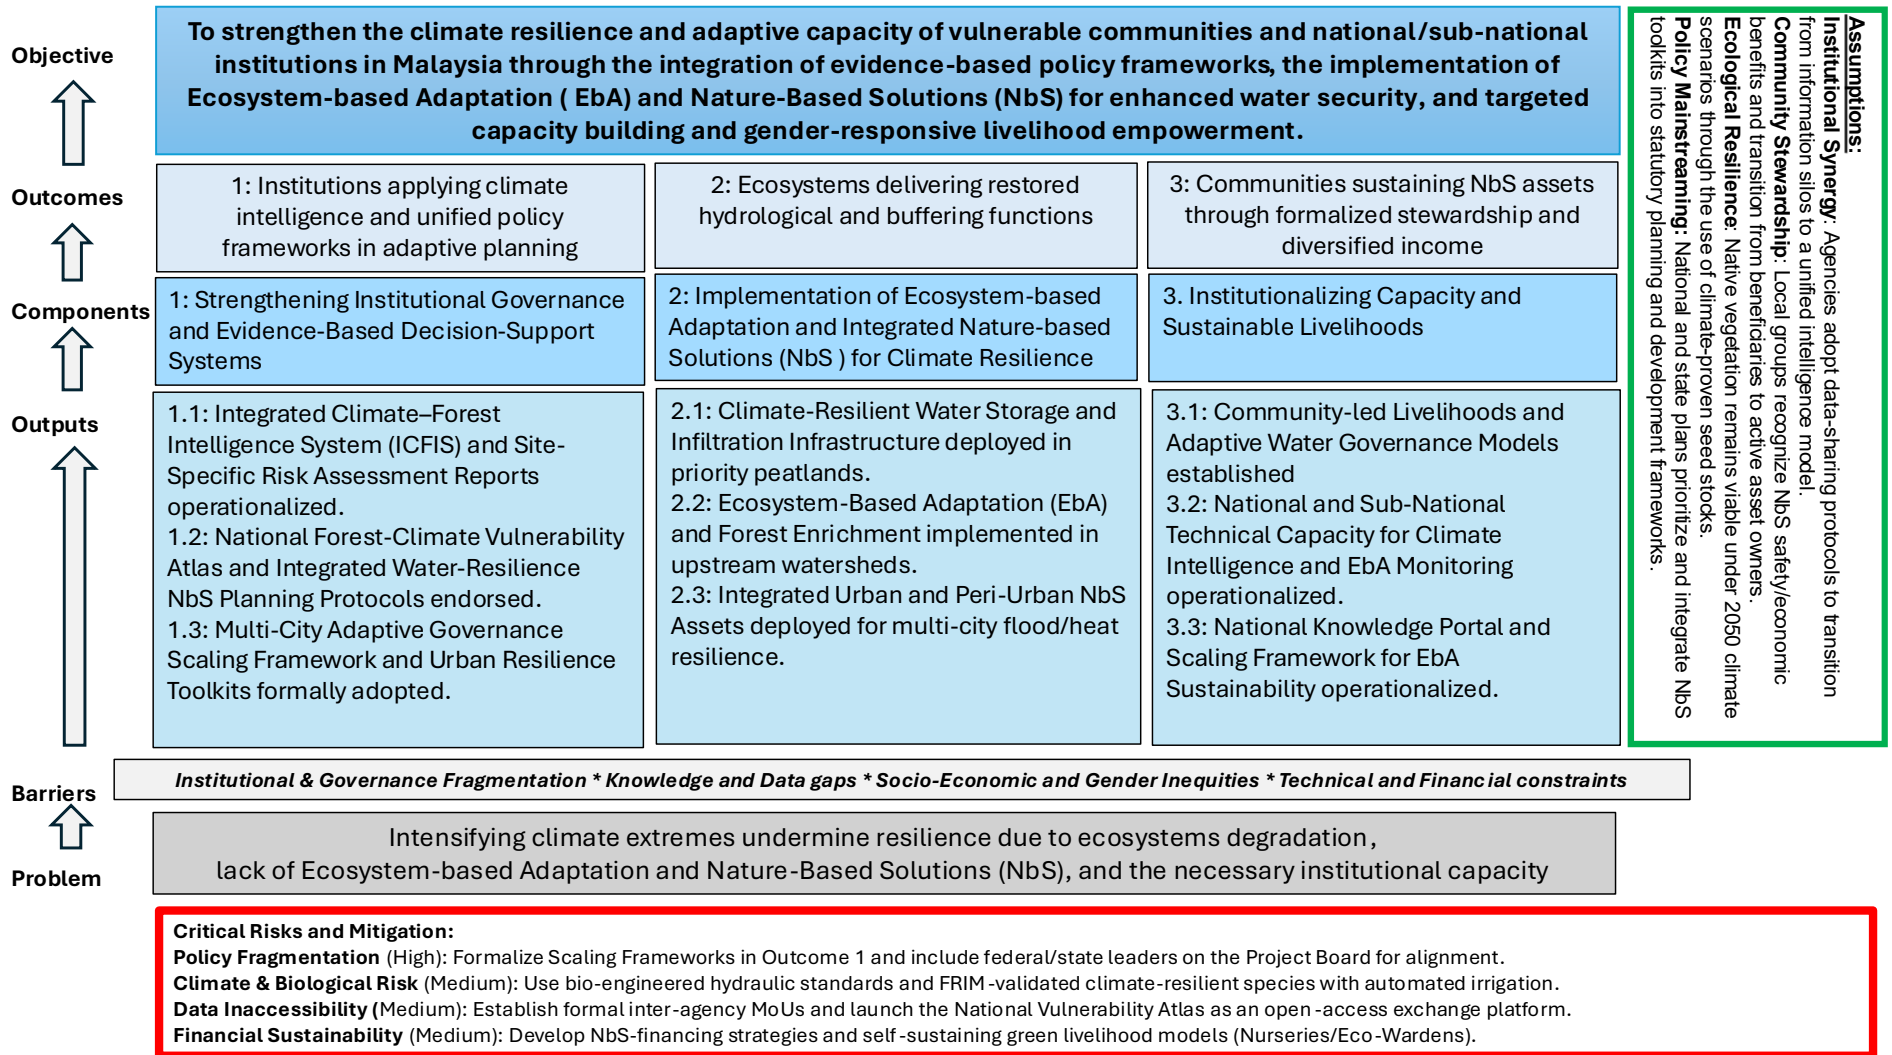 Objective
To strengthen the climate resilience and adaptive capacity of vulnerable communities and national/sub-national
institutions in Malaysia through the integration of evidence-based policy frameworks, the implementation of
Ecosystem-based Adaptation ( EbA) and Nature-Based Solutions (NbS) for enhanced water security, and targeted
capacity building and gender-responsive livelihood empowerment.
Outcomes
1: Institutions applying climate
intelligence and unified policy
frameworks in adaptive planning
2: Ecosystems delivering restored
hydrological and buffering functions
3: Communities sustaining NbS assets
through formalized stewardship and
diversified income
Components
1: Strengthening Institutional Governance
and Evidence-Based Decision-Support
Systems
2: Implementation of Ecosystem-based
Adaptation and Integrated Nature-based
Solutions (NbS ) for Climate Resilience
3. Institutionalizing Capacity and
Sustainable Livelihoods
Outputs
1.1: Integrated Climate–Forest
Intelligence System (ICFIS) and Site-
Specific Risk Assessment Reports
operationalized.
1.2: National Forest-Climate Vulnerability
Atlas and Integrated Water-Resilience
NbS Planning Protocols endorsed.
1.3: Multi-City Adaptive Governance
Scaling Framework and Urban Resilience
Toolkits formally adopted.
2.1: Climate-Resilient Water Storage and
Infiltration Infrastructure deployed in
priority peatlands.
2.2: Ecosystem-Based Adaptation (EbA)
and Forest Enrichment implemented in
upstream watersheds.
2.3: Integrated Urban and Peri-Urban NbS
Assets deployed for multi-city flood/heat
resilience.
3.1: Community-led Livelihoods and
Adaptive Water Governance Models
established
3.2: National and Sub-National
Technical Capacity for Climate
Intelligence and EbA Monitoring
operationalized.
3.3: National Knowledge Portal and
Scaling Framework for EbA
Sustainability operationalized.
Assumptions:
Institutional Synergy: Agencies adopt data-sharing protocols to transition
from information silos to a unified intelligence model.
Community Stewardship: Local groups recognize NbS safety/economic
benefits and transition from beneficiaries to active asset owners.
Ecological Resilience: Native vegetation remains viable under 2050 climate
scenarios through the use of climate-proven seed stocks.
Policy Mainstreaming: National and state plans prioritize and integrate NbS
toolkits into statutory planning and development frameworks.
Barriers
Institutional & Governance Fragmentation * Knowledge and Data gaps * Socio-Economic and Gender Inequities * Technical and Financial constraints
Problem
Intensifying climate extremes undermine resilience due to ecosystems degradation,
lack of Ecosystem-based Adaptation and Nature-Based Solutions (NbS), and the necessary institutional capacity
Critical Risks and Mitigation:
Policy Fragmentation (High): Formalize Scaling Frameworks in Outcome 1 and include federal/state leaders on the Project Board for alignment.
Climate & Biological Risk (Medium): Use bio-engineered hydraulic standards and FRIM-validated climate-resilient species with automated irrigation.
Data Inaccessibility (Medium): Establish formal inter-agency MoUs and launch the National Vulnerability Atlas as an open-access exchange platform.
Financial Sustainability (Medium): Develop NbS-financing strategies and self-sustaining green livelihood models (Nurseries/Eco-Wardens).